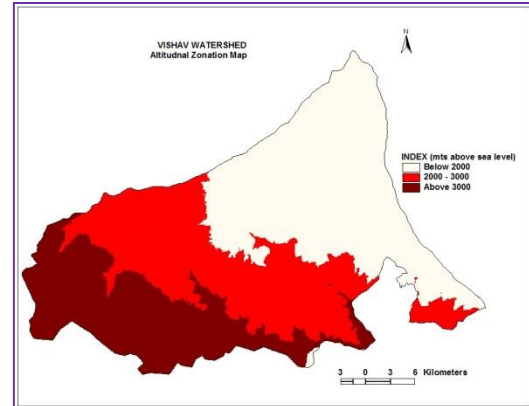 VISHAV WATERSHED
Altitudnal Zonation Map
N
INDEX (mts above sea level)
Below 2000
2000 - 3000
Above 3000
3 0 3 6 Kilometers